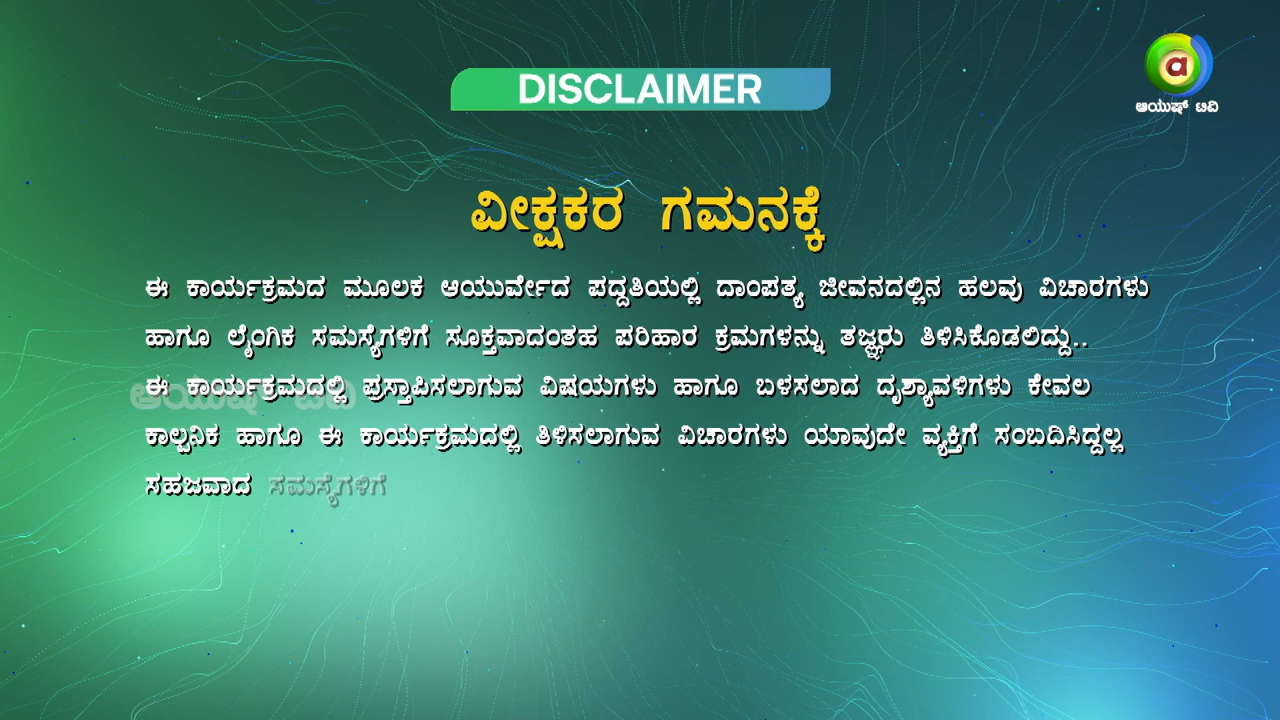 DISCLAIMER
ಆಯುಷ್ ಟಿವಿ
ವೀಕ್ಷಕರ ಗಮನಕ್ಕೆ
ಈ ಕಾರ್ಯಕ್ರಮದ ಮೂಲಕ ಆಯುರ್ವೇದ ಪದ್ದತಿಯಲ್ಲಿ ದಾಂಪತ್ಯ ಜೀವನದಲ್ಲಿನ ಹಲವು ವಿಚಾರಗಳು
ಹಾಗೂ ಲೈಂಗಿಕ ಸಮಸ್ಯೆಗಳಿಗೆ ಸೂಕ್ತವಾದಂತಹ ಪರಿಹಾರ ಕ್ರಮಗಳನ್ನು ತಜ್ಞರು ತಿಳಿಸಿಕೊಡಲಿದ್ದು..
ಆಯುಷ್ ಟಿವಿ
ಈ ಕಾರ್ಯಕ್ರಮದಲ್ಲಿ ಪ್ರಸ್ತಾಪಿಸಲಾಗುವ ವಿಷಯಗಳು ಹಾಗೂ ಬಳಸಲಾದ ದೃಶ್ಯಾವಳಿಗಳು ಕೇವಲ
ಕಾಲ್ಪನಿಕ ಹಾಗೂ ಈ ಕಾರ್ಯಕ್ರಮದಲ್ಲಿ ತಿಳಿಸಲಾಗುವ ವಿಚಾರಗಳು ಯಾವುದೇ ವ್ಯಕ್ತಿಗೆ ಸಂಬದಿಸಿದ್ದಲ್ಲ
ಸಹಜವಾದ ಸಮಸ್ಯೆಗಳಿಗೆ